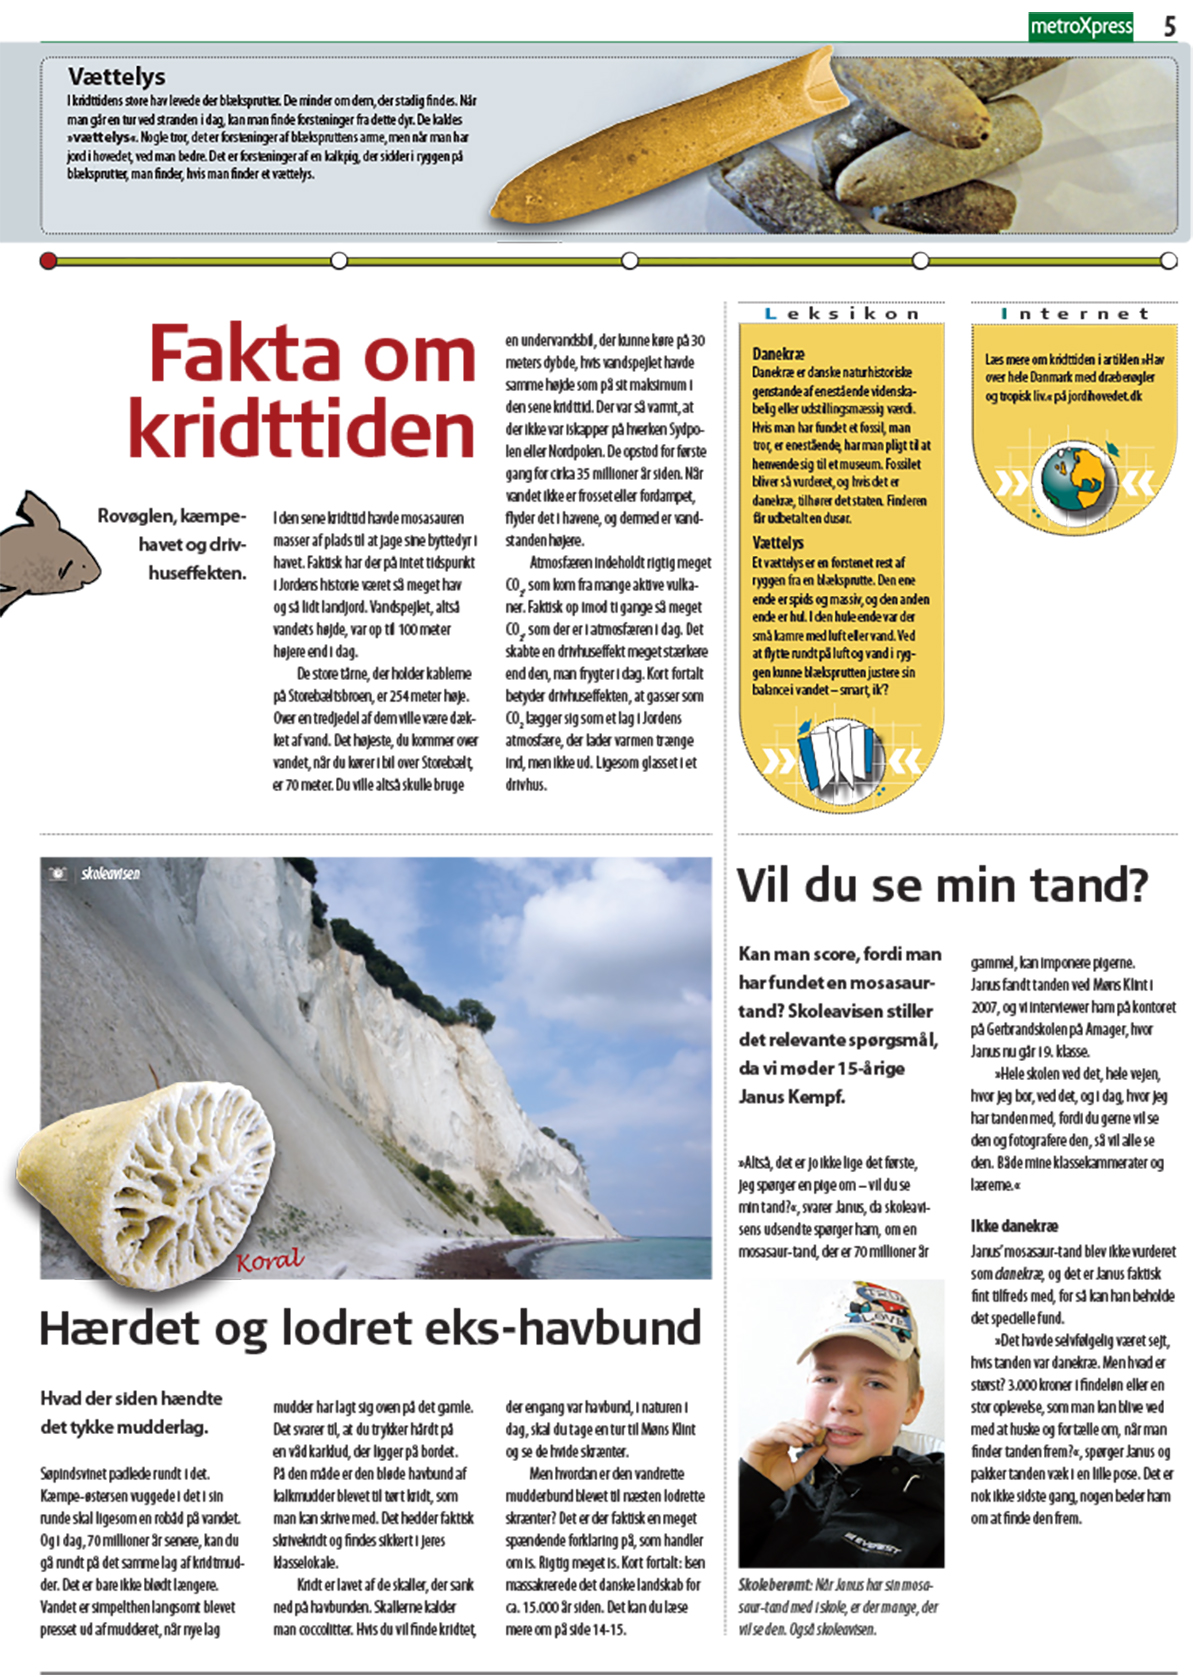 metroXpress 5
Vættelys
I kridttidens store hav levede der blæksprutter. De minder om dem, der stadig findes. Når
man går en tur ved stranden i dag, kan man finde forsteninger fra dette dyr. De kaldes
»vættelys«. Nogle tror, det er forsteninger af blækspruttens arme, men når man har
jord i hovedet, ved man bedre. Det er forsteninger af en kalkpig, der sidder i ryggen på
blæksprutter, man finder, hvis man finder et vættelys.
Fakta om
kridttiden
Rovøglen, kæmpe-
havet og driv-
huseffekten.
I den sene kridttid havde mosasauren
masser af plads til at jage sine byttedyr i
havet. Faktisk har der på intet tidspunkt
i Jordens historie været så meget hav
og så lidt landjord. Vandspejlet, altså
vandets højde, var op til 100 meter
højere end i dag.
De store tårne, der holder kablerne
på Storebæltsbroen, er 254 meter høje.
Over en tredjedel af dem ville være dæk-
ket af vand. Det højeste, du kommer over
vandet, når du kører i bil over Storebælt,
er 70 meter. Du ville altså skulle bruge
en undervandsbil, der kunne køre på 30
meters dybde, hvis vandspejlet havde
samme højde som på sit maksimum i
den sene kridttid. Der var så varmt, at
der ikke var iskapper på hverken Sydpo-
len eller Nordpolen. De opstod for første
gang for cirka 35 millioner år siden. Når
vandet ikke er frosset eller fordampet,
flyder det i havene, og dermed er vand-
standen højere.
Atmosfæren indeholdt rigtig meget
CO₂, som kom fra mange aktive vulka-
ner. Faktisk op imod ti gange så meget
CO₂, som der er i atmosfæren i dag. Det
skabte en drivhuseffekt meget stærkere
end den, man frygter i dag. Kort fortalt
betyder drivhuseffekten, at gasser som
CO₂ lægger sig som et lag i Jordens
atmosfære, der lader varmen trænge
ind, men ikke ud. Ligesom glasset i et
drivhus.
Leksikon
Danekræ
Danekræ er danske naturhistoriske
genstande af enestående videnska-
belig eller udstillingsmæssig værdi.
Hvis man har fundet et fossil, man
tror, er enestående, har man pligt til at
henvende sig til et museum. Fossilet
bliver så vurderet, og hvis det er
danekræ, tilhører det staten. Finderen
får udbetalt en dusør.
Vættelys
Et vættelys er en forstenet rest af
ryggen fra en blæksprutte. Den ene
ende er spids og massiv, og den anden
ende er hul. I den hule ende var der
små kamre med luft eller vand. Ved
at flytte rundt på luft og vand i ryg-
gen kunne blæksprutten justere sin
balance i vandet – smart, ik'?
Internet
Læs mere om kridttiden i artiklen »Hav
over hele Danmark med dræberøgler
og tropisk liv.« på jordihovedet.dk
skoleavisen
Koral
Hærdet og lodret eks-havbund
Hvad der siden hændte
det tykke mudderlag.
Søpindsvinet padlede rundt i det.
Kæmpe-østersen vuggede i det i sin
runde skal ligesom en robåd på vandet.
Og i dag, 70 millioner år senere, kan du
gå rundt på det samme lag af kridtmud-
der. Det er bare ikke blødt længere.
Vandet er simpelthen langsomt blevet
presset ud af mudderet, når nye lag
mudder har lagt sig oven på det gamle.
Det svarer til, at du trykker hårdt på
en våd karklud, der ligger på bordet.
På den måde er den bløde havbund af
kalkmudder blevet til tørt kridt, som
man kan skrive med. Det hedder faktisk
skrivekridt og findes sikkert i jeres
klasselokale.
Kridt er lavet af de skaller, der sank
ned på havbunden. Skallerne kalder
man coccolitter. Hvis du vil finde kridtet,
der engang var havbund, i naturen i
dag, skal du tage en tur til Møns Klint
og se de hvide skrænter.
Men hvordan er den vandrette
mudderbund blevet til næsten lodrette
skrænter? Det er der faktisk en meget
spændende forklaring på, som handler
om is. Rigtig meget is. Kort fortalt: Isen
massakrerede det danske landskab for
ca. 15.000 år siden. Det kan du læse
mere om på side 14-15.
Vil du se min tand?
Kan man score, fordi man
har fundet en mosasaur-
tand? Skoleavisen stiller
det relevante spørgsmål,
da vi møder 15-årige
Janus Kempf.
»Altså, det er jo ikke lige det første,
jeg spørger en pige om – vil du se
min tand?«, svarer Janus, da skoleavi-
sens udsendte spørger ham, om en
mosasaur-tand, der er 70 millioner år
TRUE
LOVE
EVEREST
Skoleberømt: Når Janus har sin mosa-
saur-tand med i skole, er der mange, der
vil se den. Også skoleavisen.
gammel, kan imponere pigerne.
Janus fandt tanden ved Møns Klint i
2007, og vi interviewer ham på kontoret
på Gerbrandskolen på Amager, hvor
Janus nu går i 9. klasse.
»Hele skolen ved det, hele vejen,
hvor jeg bor, ved det, og i dag, hvor jeg
har tanden med, fordi du gerne vil se
den og fotografere den, så vil alle se
den. Både mine klassekammerater og
lærerne.«
Ikke danekræ
Janus' mosasaur-tand blev ikke vurderet
som danekræ, og det er Janus faktisk
fint tilfreds med, for så kan han beholde
det specielle fund.
»Det havde selvfølgelig været sejt,
hvis tanden var danekræ. Men hvad er
størst? 3.000 kroner i findeløn eller en
stor oplevelse, som man kan blive ved
med at huske og fortælle om, når man
finder tanden frem?«, spørger Janus og
pakker tanden væk i en lille pose. Det er
nok ikke sidste gang, nogen beder ham
om at finde den frem.